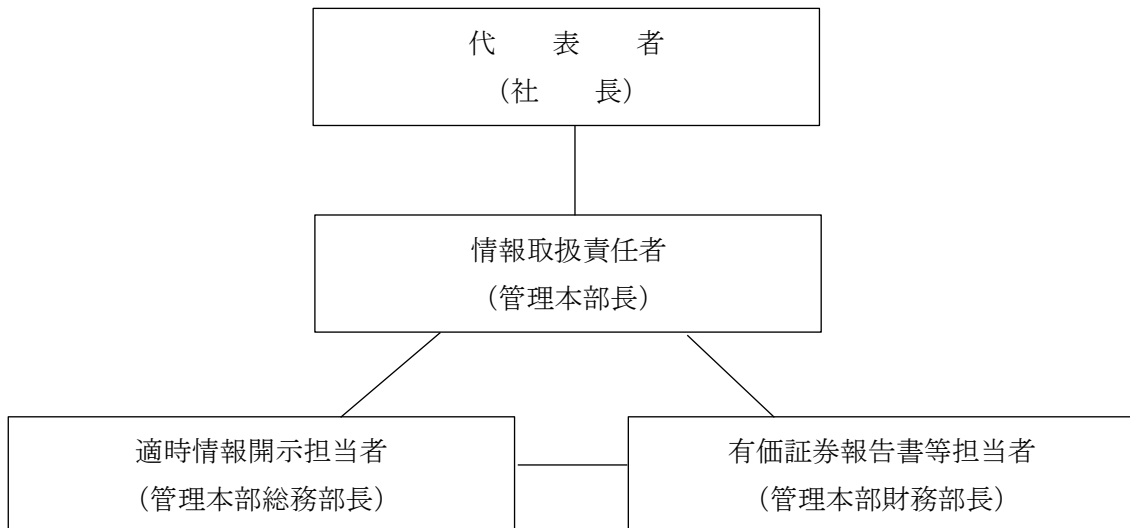 代　表　者
（社　長）
情報取扱責任者
（管理本部長）
適時情報開示担当者
（管理本部総務部長）
有価証券報告書等担当者
（管理本部財務部長）